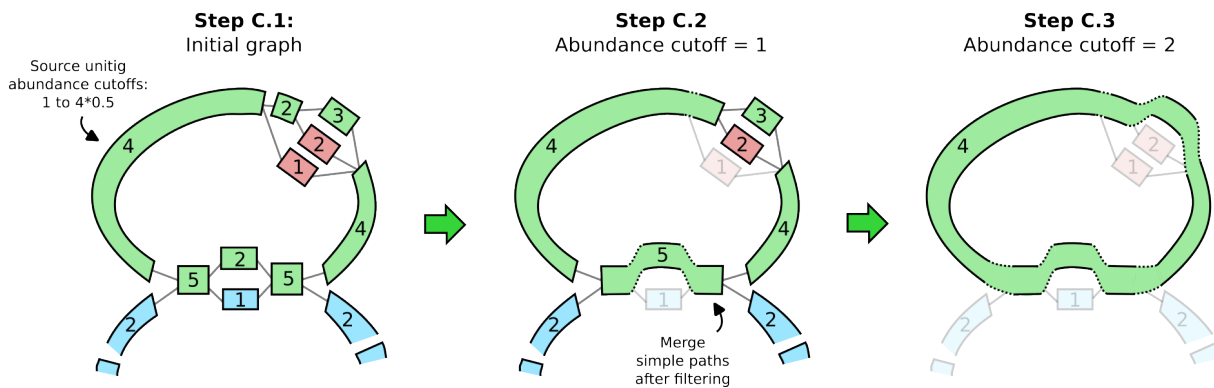 Step C.1:
Initial graph
Source unitig
abundance cutoffs:
1 to 4*0.5
4
2
3
2
1
4
5
2
5
1
2
2
Step C.2
Abundance cutoff = 1
4
3
2
1
4
5
1
2
2
Merge
simple paths
after filtering
Step C.3
Abundance cutoff = 2
4
2
1
1
2
2